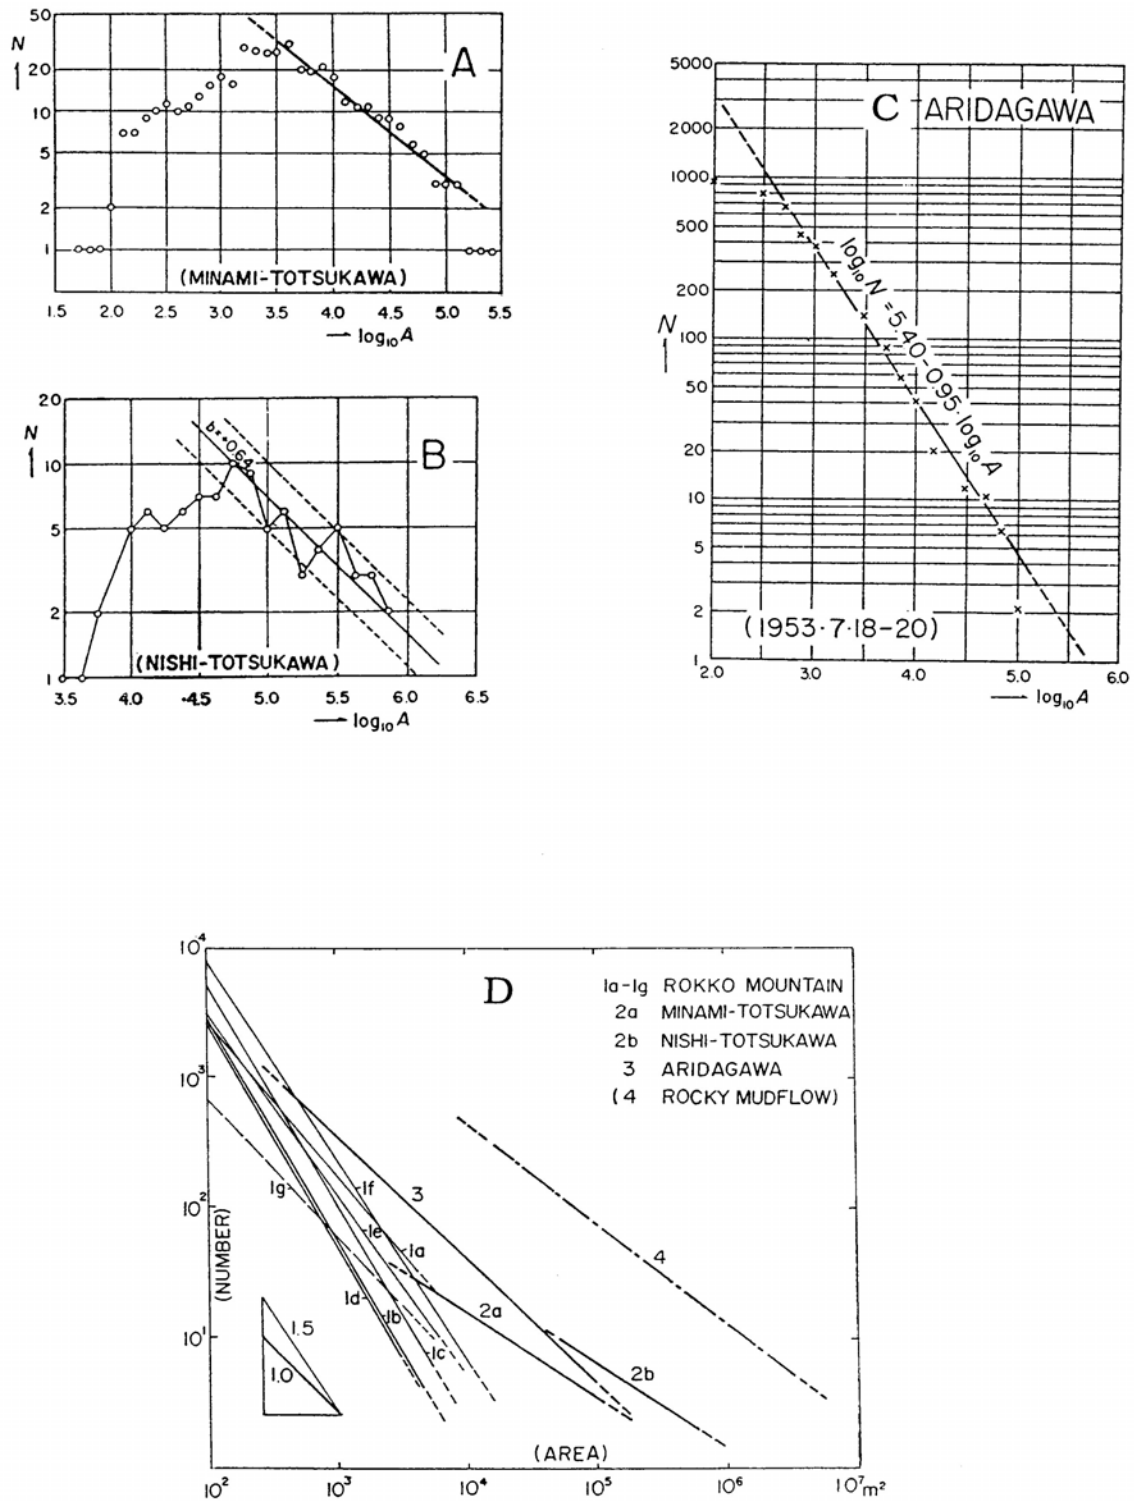 50
N
20
10
5
2
1
A
(MINAMI-TOTSUKAWA)
1.5 2.0 2.5 3.0 3.5 4.0 4.5 5.0 5.5
log₁₀A
20
N
10
5
2
1
b=+0.64
B
(NISHI-TOTSUKAWA)
3.5 4.0 4.5 5.0 5.5 6.0 6.5
log₁₀A
5000
2000
1000
500
200
N
100
50
20
10
5
2
1
C ARIDAGAWA
log₁₀N=5.40-0.95·log₁₀A
(1953·7·18-20)
2.0 3.0 4.0 5.0 6.0
log₁₀A
10⁴
10³
10²
10¹
(NUMBER)
D
1a-1g ROKKO MOUNTAIN
2a MINAMI-TOTSUKAWA
2b NISHI-TOTSUKAWA
3 ARIDAGAWA
(4 ROCKY MUDFLOW)
1g
1f
3
1e
1a
4
1d
1b
2a
1c
2b
1.5
1.0
(AREA)
10² 10³ 10⁴ 10⁵ 10⁶ 10⁷m²